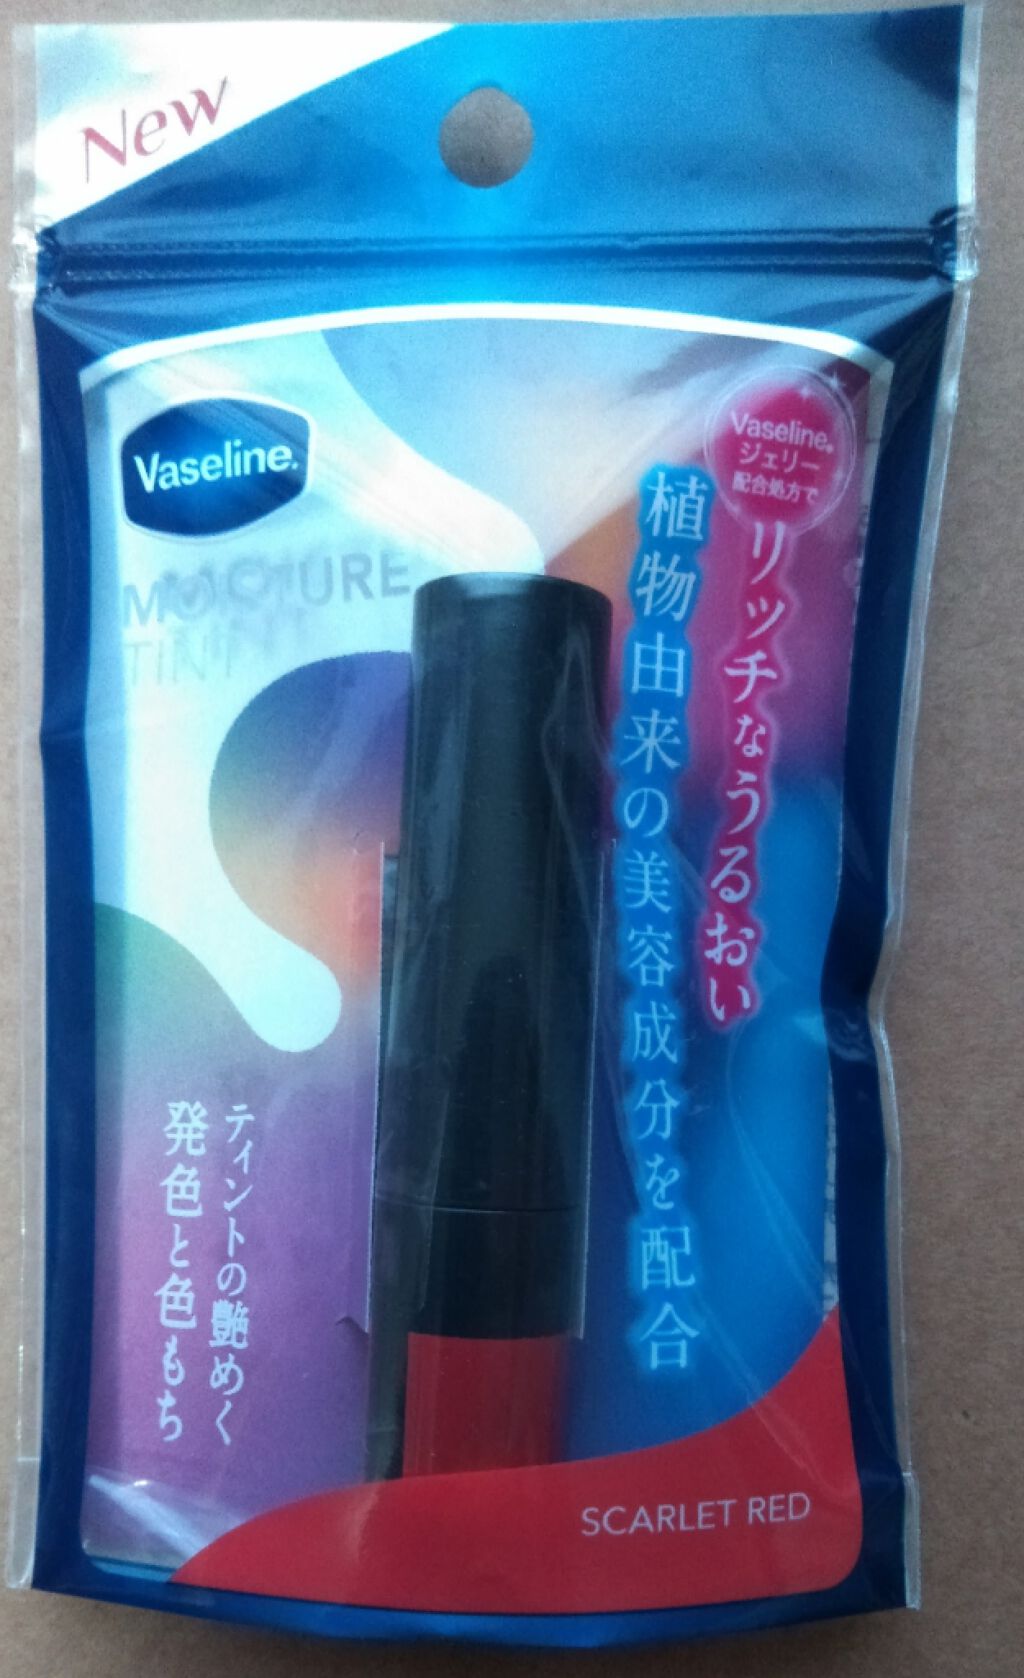 New
Vaseline.
MOISTURE
TINT
Vaseline.
ジェリー
配合処方で
リッチなうるおい
植物由来の美容成分を配合
ティントの艶めく
発色と色もち
SCARLET RED